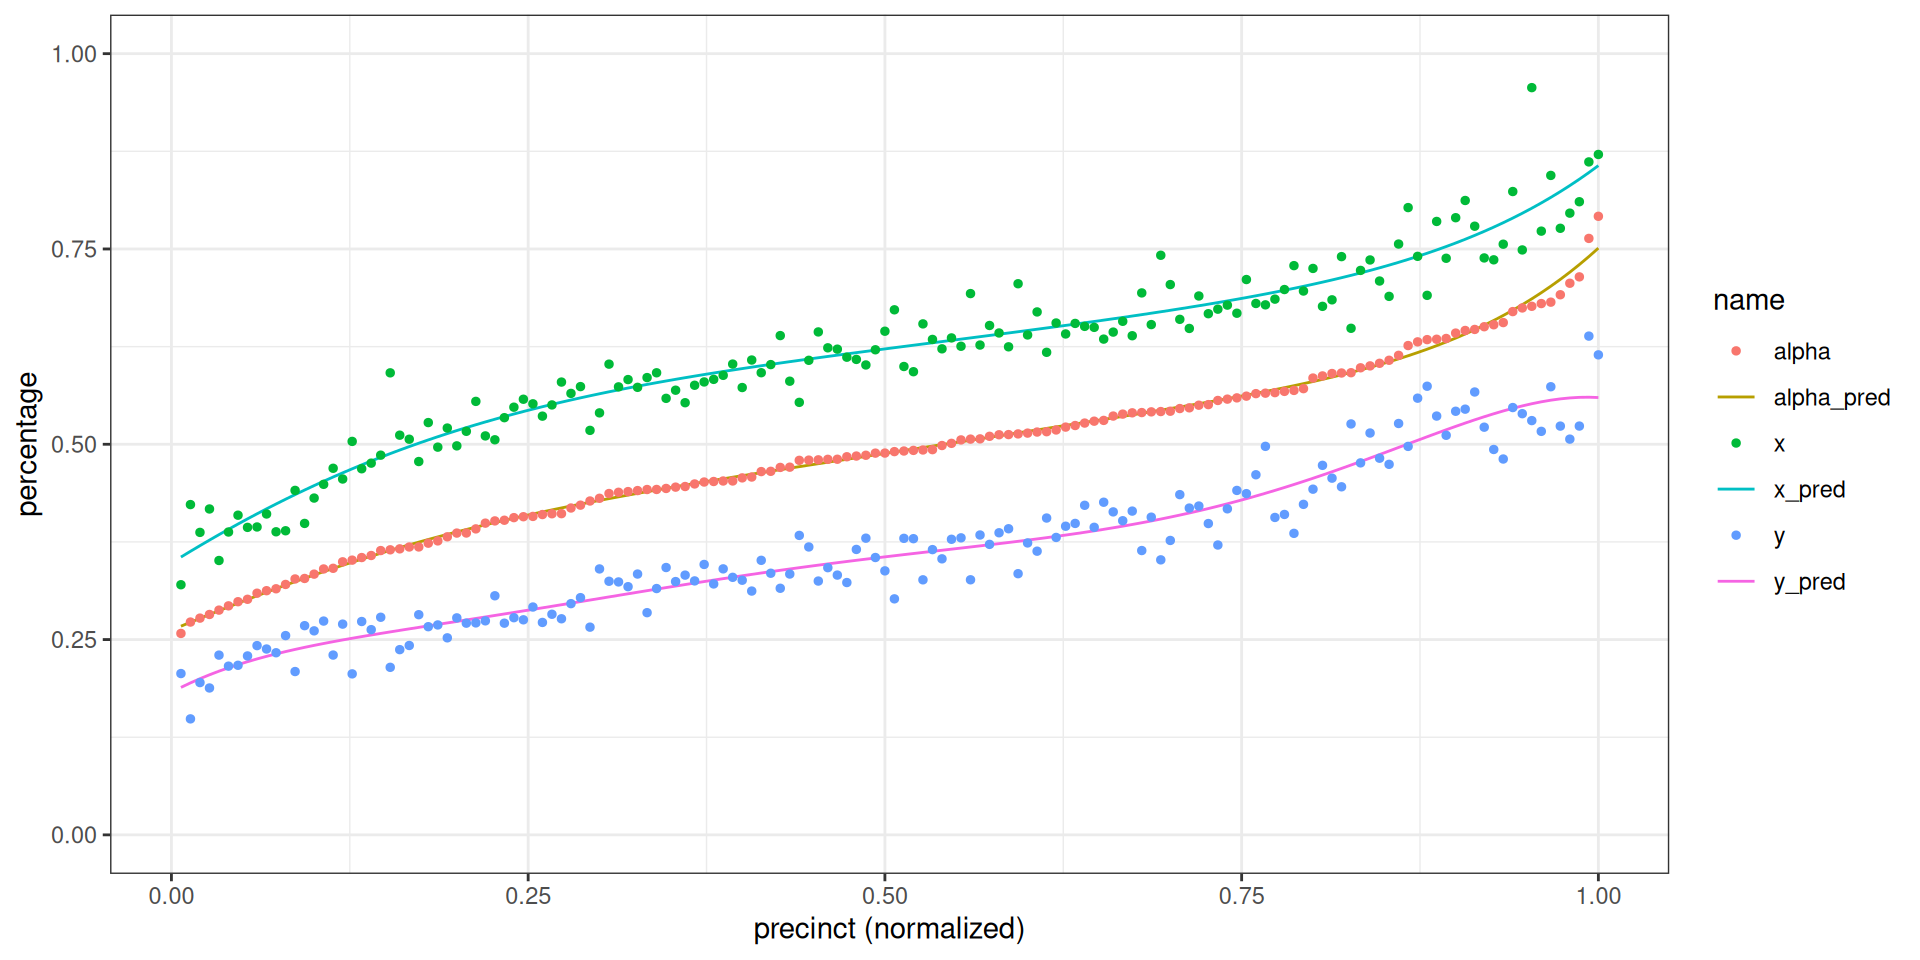 1.00
0.75
0.50
0.25
0.00
percentage
0.00 0.25 0.50 0.75 1.00
precinct (normalized)
name
alpha
alpha_pred
x
x_pred
y
y_pred